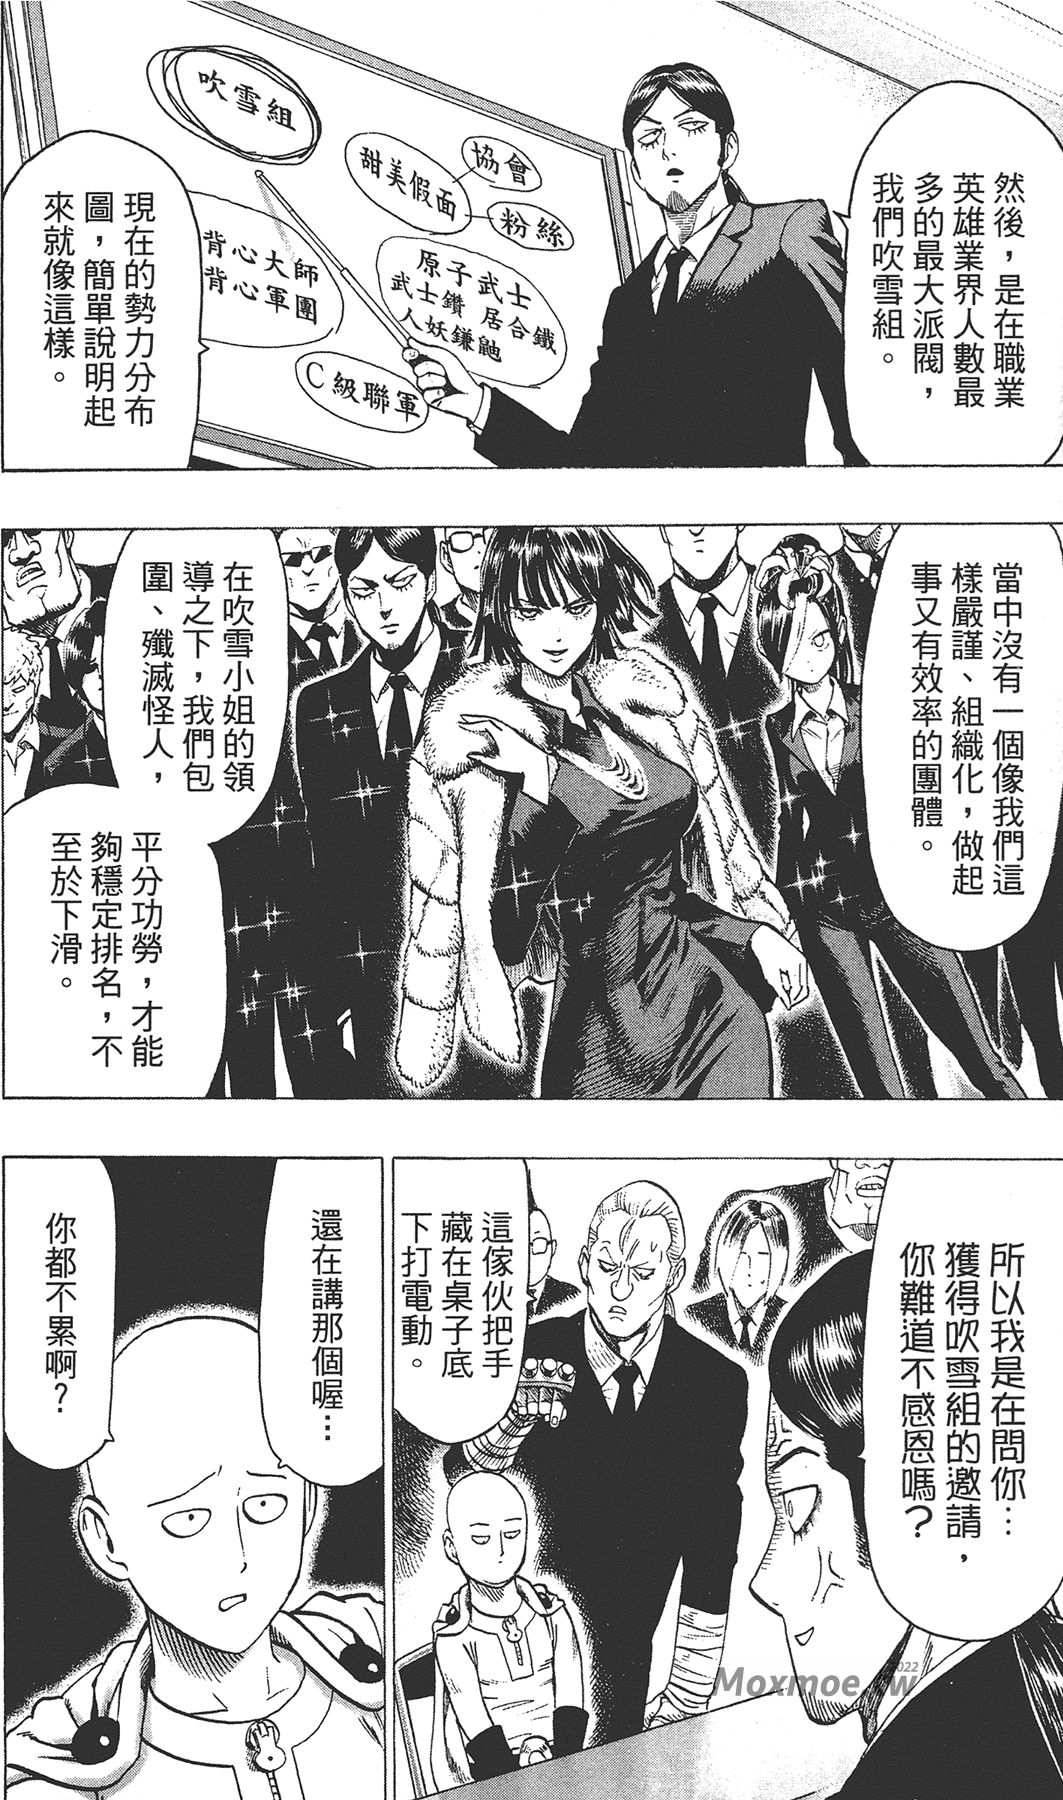 然後，是在職業
英雄業界人數最
多的最大派閥，
我們吹雪組。
吹雪組
甜美假面
協會
粉絲
背心大師
背心軍團
原子武士
武士鑽 居合鐵
人妖鎌鼬
C級聯軍
現在的勢力分布
圖，簡單說明起
來就像這樣。
當中沒有一個像我們這
樣嚴謹、組織化，做起
事又有效率的團體。
在吹雪小姐的領
導之下，我們包
圍、殲滅怪人，
平分功勞，才能
夠穩定排名，不
至於下滑。
所以我是在問你…
獲得吹雪組的邀請，
你難道不感恩嗎？
這傢伙把手
藏在桌子底
下打電動。
還在講那個喔…
你都不累啊？
2022
Moxmoe.tw